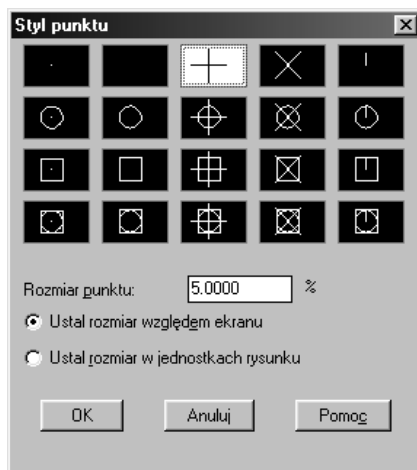 Styl punktu
Rozmiar punktu: 5.0000 %
Ustal rozmiar względem ekranu
Ustal rozmiar w jednostkach rysunku
OK Anuluj Pomoc